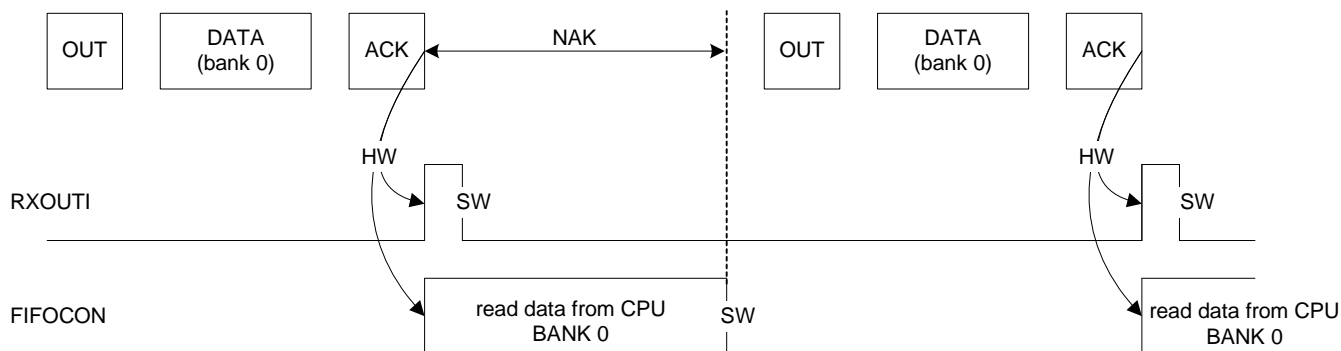 OUT DATA ACK NAK OUT DATA ACK
(bank 0) (bank 0)
HW HW
RXOUTI SW SW
FIFOCON read data from CPU SW read data from CPU
BANK 0 BANK 0